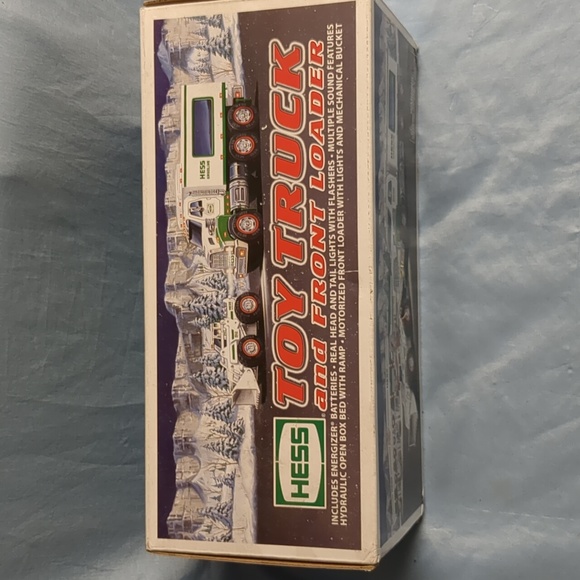 HESS
HESS
TOY TRUCK
and FRONT LOADER
INCLUDES ENERGIZER® BATTERIES • REAL HEAD AND TAIL LIGHTS WITH FLASHERS • MULTIPLE SOUND FEATURES
HYDRAULIC OPEN BOX BED WITH RAMP • MOTORIZED FRONT LOADER WITH LIGHTS AND MECHANICAL BUCKET